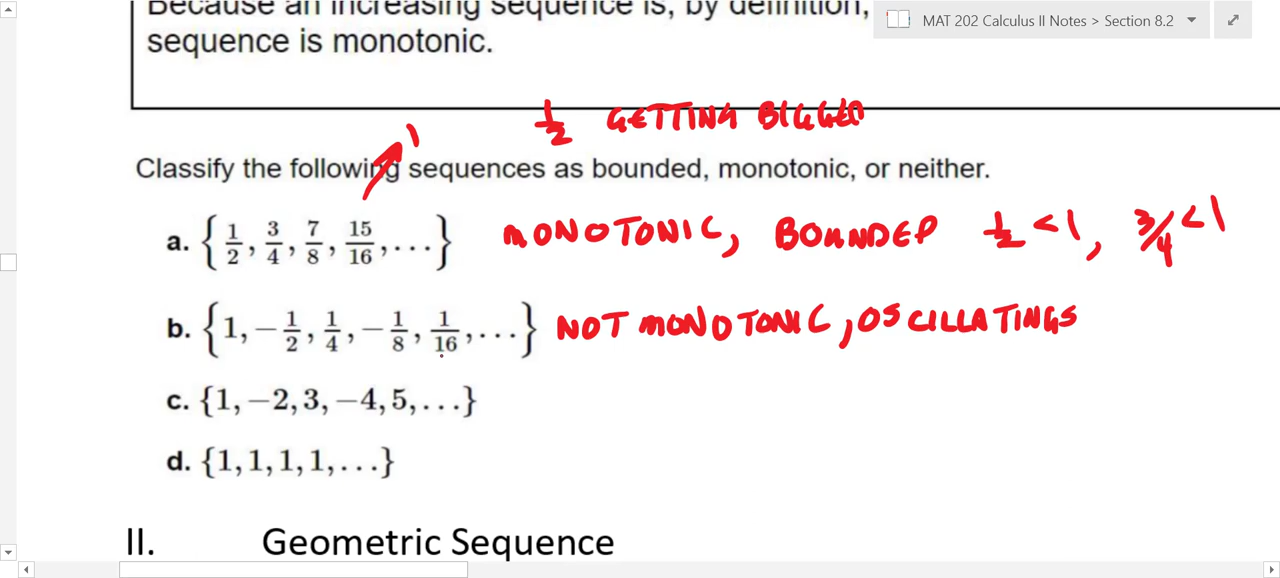 Because an increasing sequence is, by definition,
MAT 202 Calculus II Notes > Section 8.2
sequence is monotonic.
1/2 GETTING BIGGER
1
Classify the following sequences as bounded, monotonic, or neither.
a. {1/2, 3/4, 7/8, 15/16, ...} MONOTONIC, BOUNDED 1/2 < 1, 3/4 < 1
b. {1, −1/2, 1/4, −1/8, 1/16, ...} NOT MONOTONIC, OSCILLATINGS
c. {1, −2, 3, −4, 5, ...}
d. {1, 1, 1, 1, ...}
II. Geometric Sequence